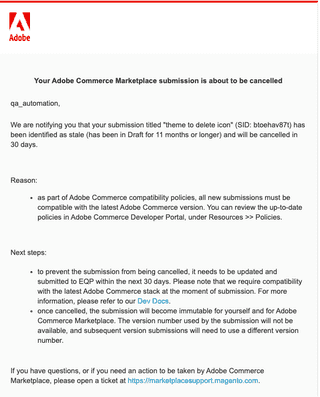 Adobe
Your Adobe Commerce Marketplace submission is about to be cancelled
qa_automation,
We are notifying you that your submission titled "theme to delete icon" (SID: btoehav87t) has
been identified as stale (has been in Draft for 11 months or longer) and will be cancelled in
30 days.
Reason:
• as part of Adobe Commerce compatibility policies, all new submissions must be
compatible with the latest Adobe Commerce version. You can review the up-to-date
policies in Adobe Commerce Developer Portal, under Resources >> Policies.
Next steps:
• to prevent the submission from being cancelled, it needs to be updated and
submitted to EQP within the next 30 days. Please note that we require compatibility
with the latest Adobe Commerce stack at the moment of submission. For more
information, please refer to our Dev Docs.
• once cancelled, the submission will become immutable for yourself and for Adobe
Commerce Marketplace. The version number used by the submission will not be
available, and subsequent version submissions will need to use a different version
number.
If you have questions, or if you need an action to be taken by Adobe Commerce
Marketplace, please open a ticket at https://marketplacesupport.magento.com.